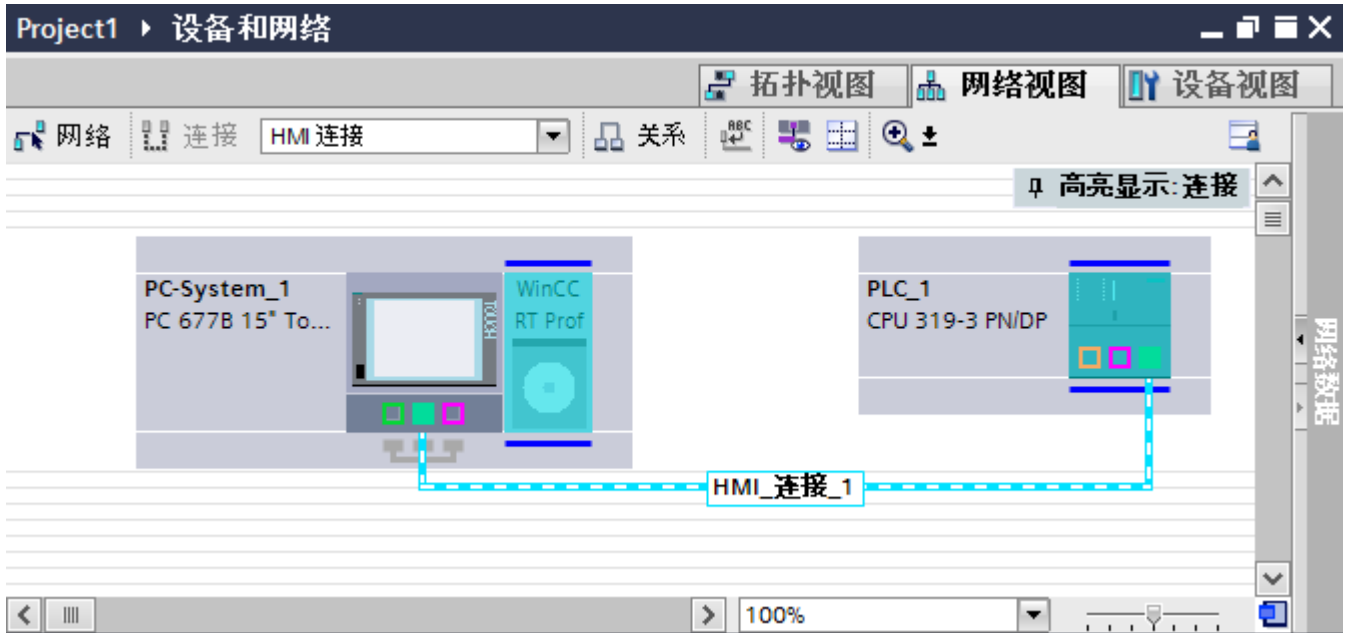 Project1 ▸ 设备和网络
拓扑视图 网络视图 设备视图
网络 连接 HMI 连接 关系
高亮显示:连接
PC-System_1
PC 677B 15" To...
TOUCH
WinCC
RT Prof
PLC_1
CPU 319-3 PN/DP
HMI_连接_1
网络数据
100%